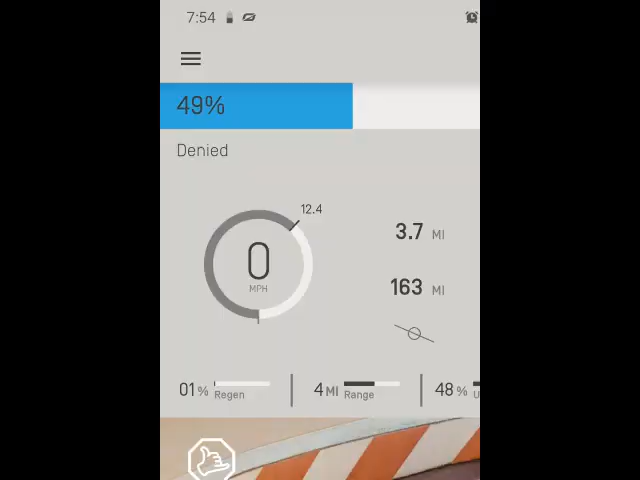 7:54
49%
Denied
12.4
0
MPH
3.7 MI
163 MI
01% Regen
4 MI Range
48% U